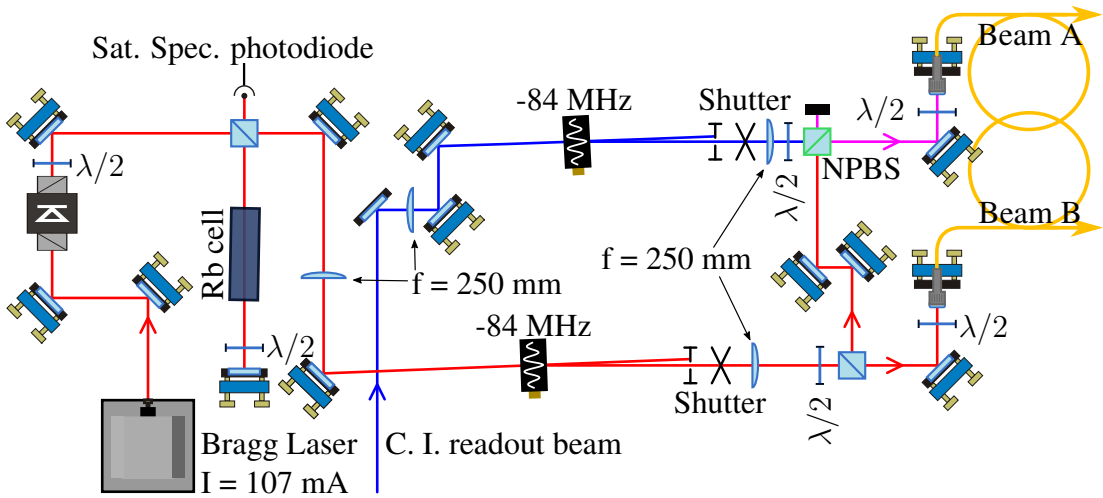 Sat. Spec. photodiode
Beam A
-84 MHz
Shutter
λ/2
λ/2
NPBS
λ/2
Rb cell
f = 250 mm
f = 250 mm
Beam B
-84 MHz
λ/2
λ/2
Shutter
λ/2
Bragg Laser
I = 107 mA
C. I. readout beam